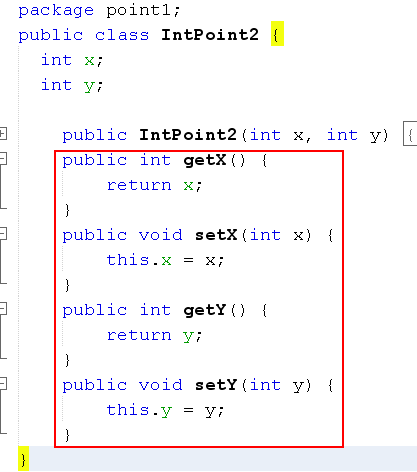 package point1;
public class IntPoint2 {
int x;
int y;
public IntPoint2(int x, int y) {
public int getX() {
return x;
}
public void setX(int x) {
this.x = x;
}
public int getY() {
return y;
}
public void setY(int y) {
this.y = y;
}
}